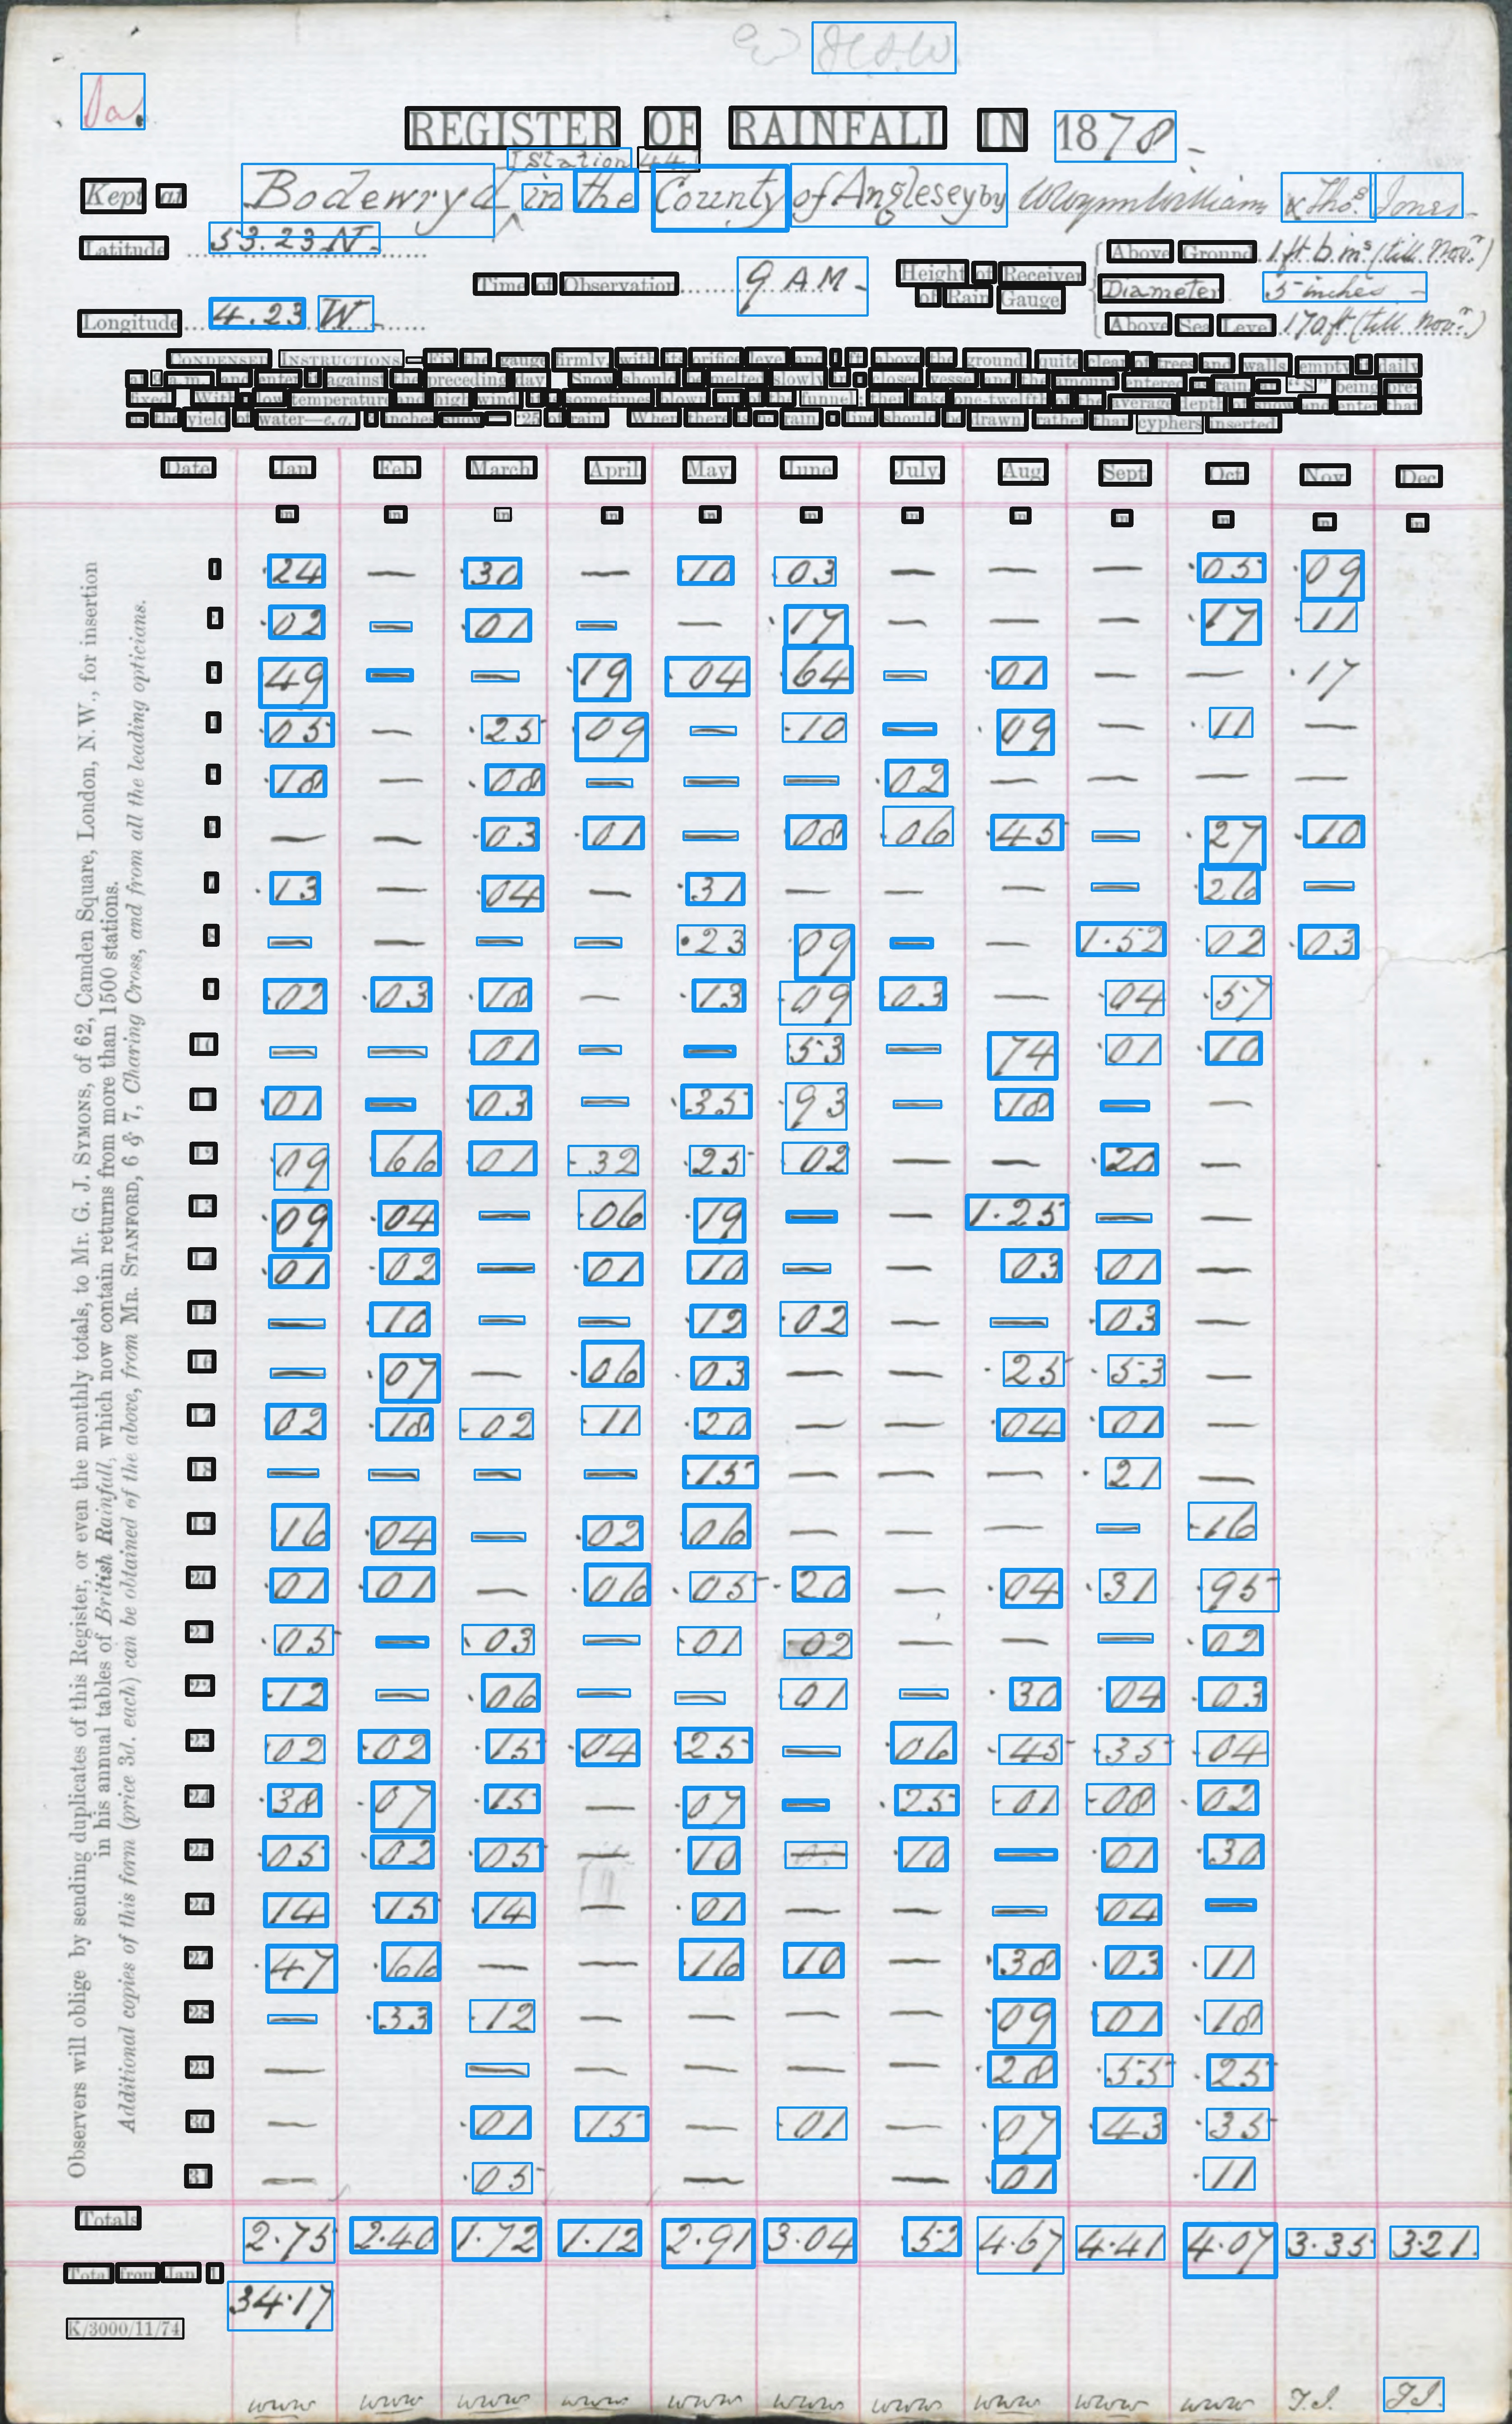 Da.
REGISTER OF RAINFALL IN 1878
[Station 44]
Kept at Bodewryd in the County of Anglesey by W Wynn Williams & Thos. Jones
Latitude 53.23 N.
Longitude 4.23 W.
Time of Observation 9 AM
Height of Receiver of Rain Gauge
Above Ground 1 ft 6 ins (till Novr.)
Diameter 5 inches
Above Sea Level 170 ft (till Novr.)
CONDENSED INSTRUCTIONS—Fix the gauge firmly, with its orifice level and 1 ft. above the ground, quite clear of trees and walls; empty it daily
at 9 a.m., and enter it against the preceding day. Snow should be melted slowly in a closed vessel and the amount entered as rain, an "S" being pre-
fixed. With low temperature and high wind it is sometimes blown out of the funnel; then take one-twelfth of the average depth of snow and enter that
as the yield of water—e.g. 3 inches snow = ·25 of rain. When there is no rain a line should be drawn rather than cyphers inserted
Observers will oblige by sending duplicates of this Register, or even the monthly totals, to Mr. G. J. SYMONS, of 62, Camden Square, London, N.W., for insertion
in his annual tables of British Rainfall, which now contain returns from more than 1500 stations.
Additional copies of this form (price 3d. each) can be obtained of the above, from MR. STANFORD, 6 & 7, Charing Cross, and from all the leading opticians.
Date Jan. Feb. March. April. May. June. July. Aug. Sept. Oct. Nov. Dec.
in. in. in. in. in. in. in. in. in. in. in. in.
1 ·24 — ·30 — ·10 ·03 — — — ·05 ·09
2 ·02 — ·01 — — ·17 — — — ·17 ·11
3 ·49 — — ·19 ·04 ·64 — ·01 — — ·17
4 ·05 — ·25 ·09 — ·10 — ·09 — ·11 —
5 ·18 — ·08 — — — ·02 — — — —
6 — — ·03 ·01 — ·08 ·06 ·45 — ·27 ·10
7 ·13 — ·04 — ·31 — — — — ·26 —
8 — — — — ·23 ·09 — — 1·52 ·02 ·03
9 ·02 ·03 ·18 — ·13 ·09 ·03 — ·04 ·57
10 — — ·01 — — ·53 — ·74 ·01 ·10
11 ·01 — ·03 — ·35 ·93 — ·18 — —
12 ·09 ·66 ·01 ·32 ·25 ·02 — — ·20 —
13 ·09 ·04 — ·06 ·19 — — 1·25 — —
14 ·01 ·02 — ·01 ·10 — — ·03 ·01 —
15 — ·10 — — ·12 ·02 — — ·03 —
16 — ·07 — ·06 ·03 — — ·25 ·53 —
17 ·02 ·18 ·02 ·11 ·20 — — ·04 ·01 —
18 — — — — ·15 — — — ·21 —
19 ·16 ·04 — ·02 ·06 — — — — ·16
20 ·01 ·01 — ·06 ·05 ·20 — ·04 ·31 ·95
21 ·05 — ·03 — ·01 ·02 — — — ·02
22 ·12 — ·06 — — ·01 — ·30 ·04 ·03
23 ·02 ·02 ·15 ·04 ·25 — ·06 ·45 ·35 ·04
24 ·38 ·07 ·15 — ·07 — ·25 ·01 ·08 ·02
25 ·05 ·02 ·05 — ·10 — ·10 — ·01 ·30
26 ·14 ·15 ·14 — ·01 — — — ·04 —
27 ·47 ·66 — — ·16 ·10 — ·38 ·03 ·11
28 — ·33 ·12 — — — — ·09 ·01 ·18
29 — — — — — — ·28 ·55 ·25
30 — ·01 ·15 — ·01 — ·07 ·43 ·35
31 — ·05 — — ·01 ·11
Totals 2·75 2·40 1·72 1·12 2·91 3·04 ·52 4·67 4·41 4·07 3·35 3·21
Total from Jan. 1 34·17
K/3000/11/74
www www www www www www www www www www T.J. T.J.